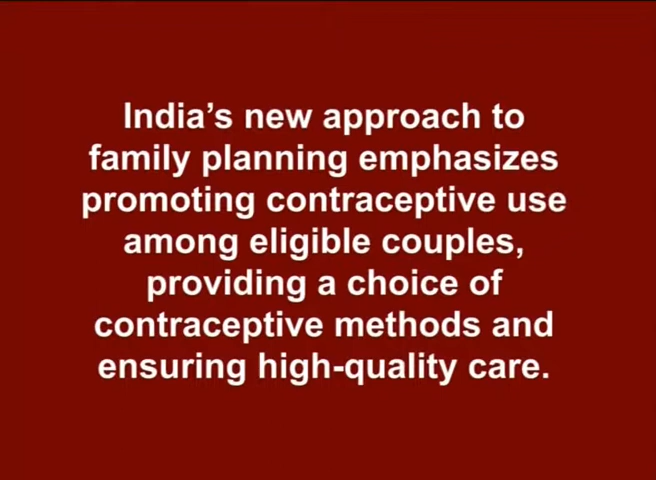 India’s new approach to
family planning emphasizes
promoting contraceptive use
among eligible couples,
providing a choice of
contraceptive methods and
ensuring high-quality care.